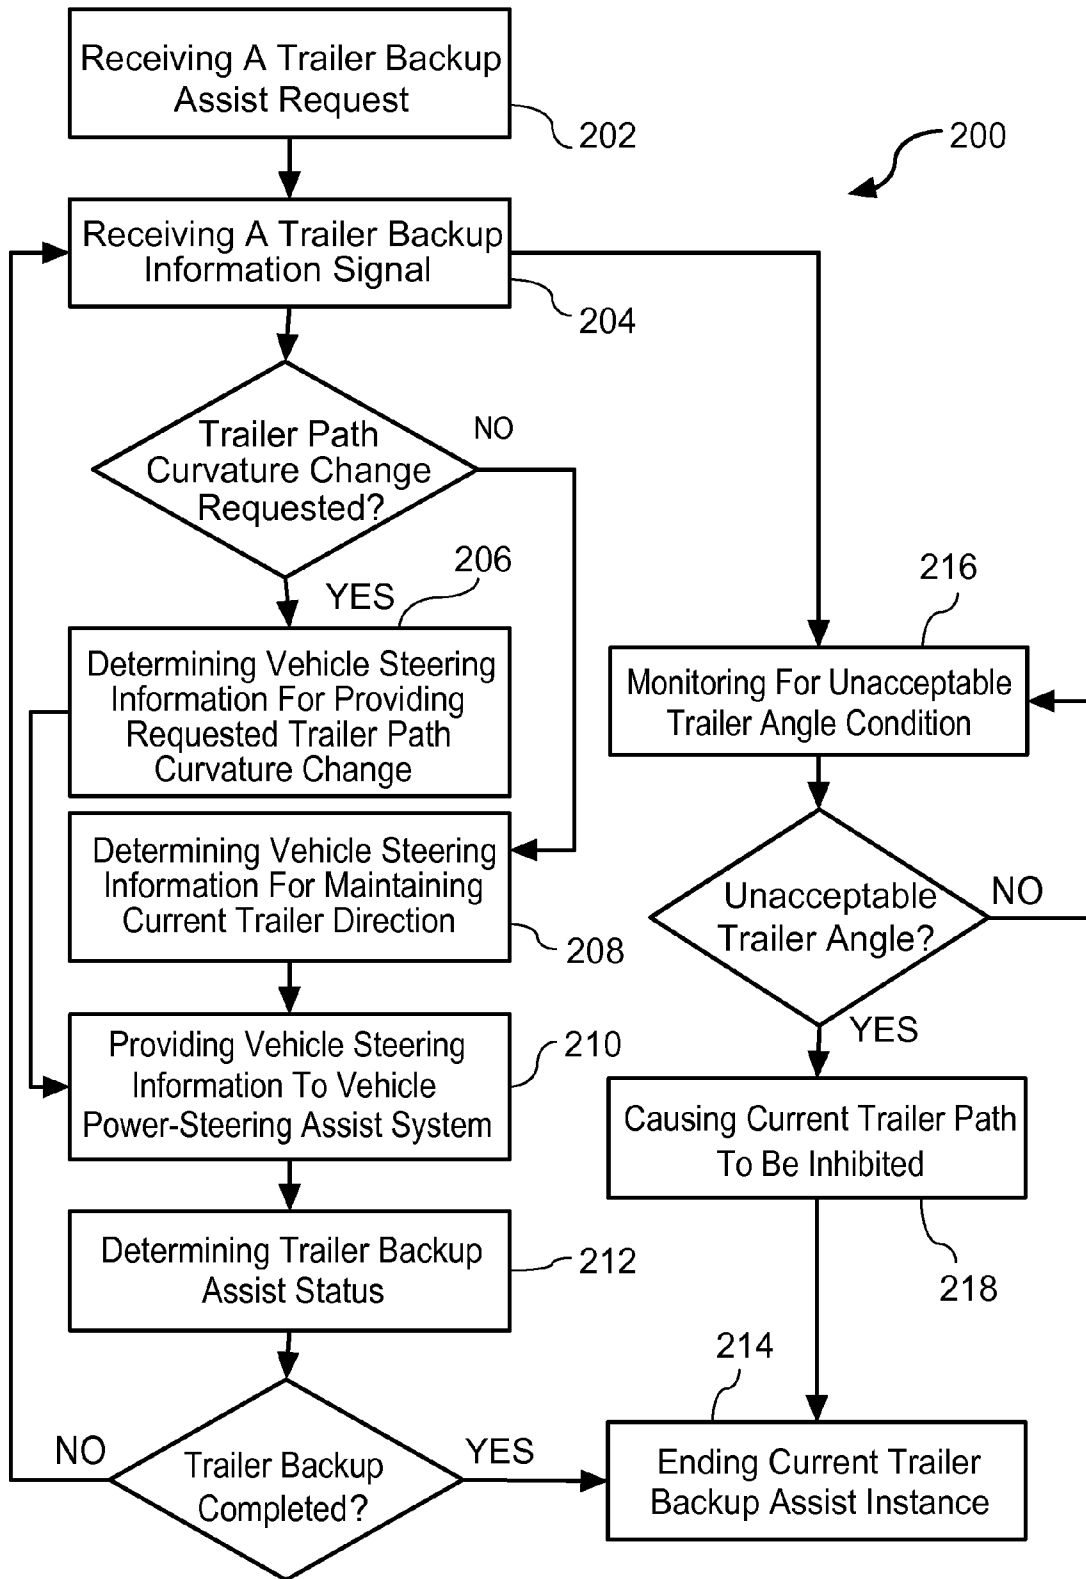 Receiving A Trailer Backup
Assist Request
202
200
Receiving A Trailer Backup
Information Signal
204
Trailer Path
Curvature Change
Requested?
NO
YES
206
Determining Vehicle Steering
Information For Providing
Requested Trailer Path
Curvature Change
Determining Vehicle Steering
Information For Maintaining
Current Trailer Direction
208
Providing Vehicle Steering
Information To Vehicle
Power-Steering Assist System
210
Determining Trailer Backup
Assist Status
212
Trailer Backup
Completed?
NO
YES
216
Monitoring For Unacceptable
Trailer Angle Condition
Unacceptable
Trailer Angle?
NO
YES
Causing Current Trailer Path
To Be Inhibited
218
214
Ending Current Trailer
Backup Assist Instance